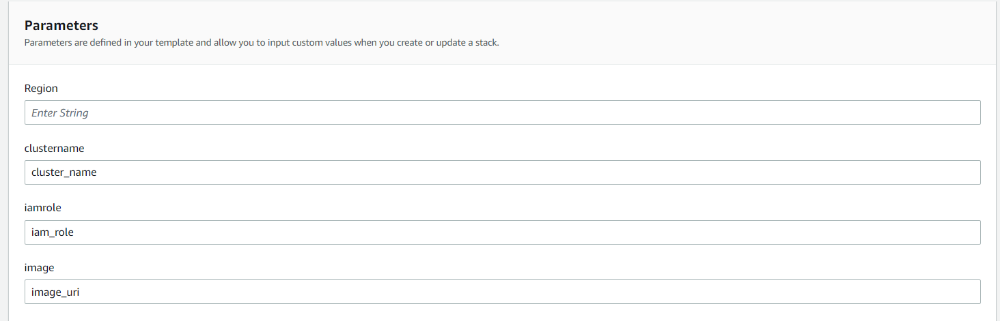 Parameters
Parameters are defined in your template and allow you to input custom values when you create or update a stack.
Region
Enter String
clustername
cluster_name
iamrole
iam_role
image
image_uri